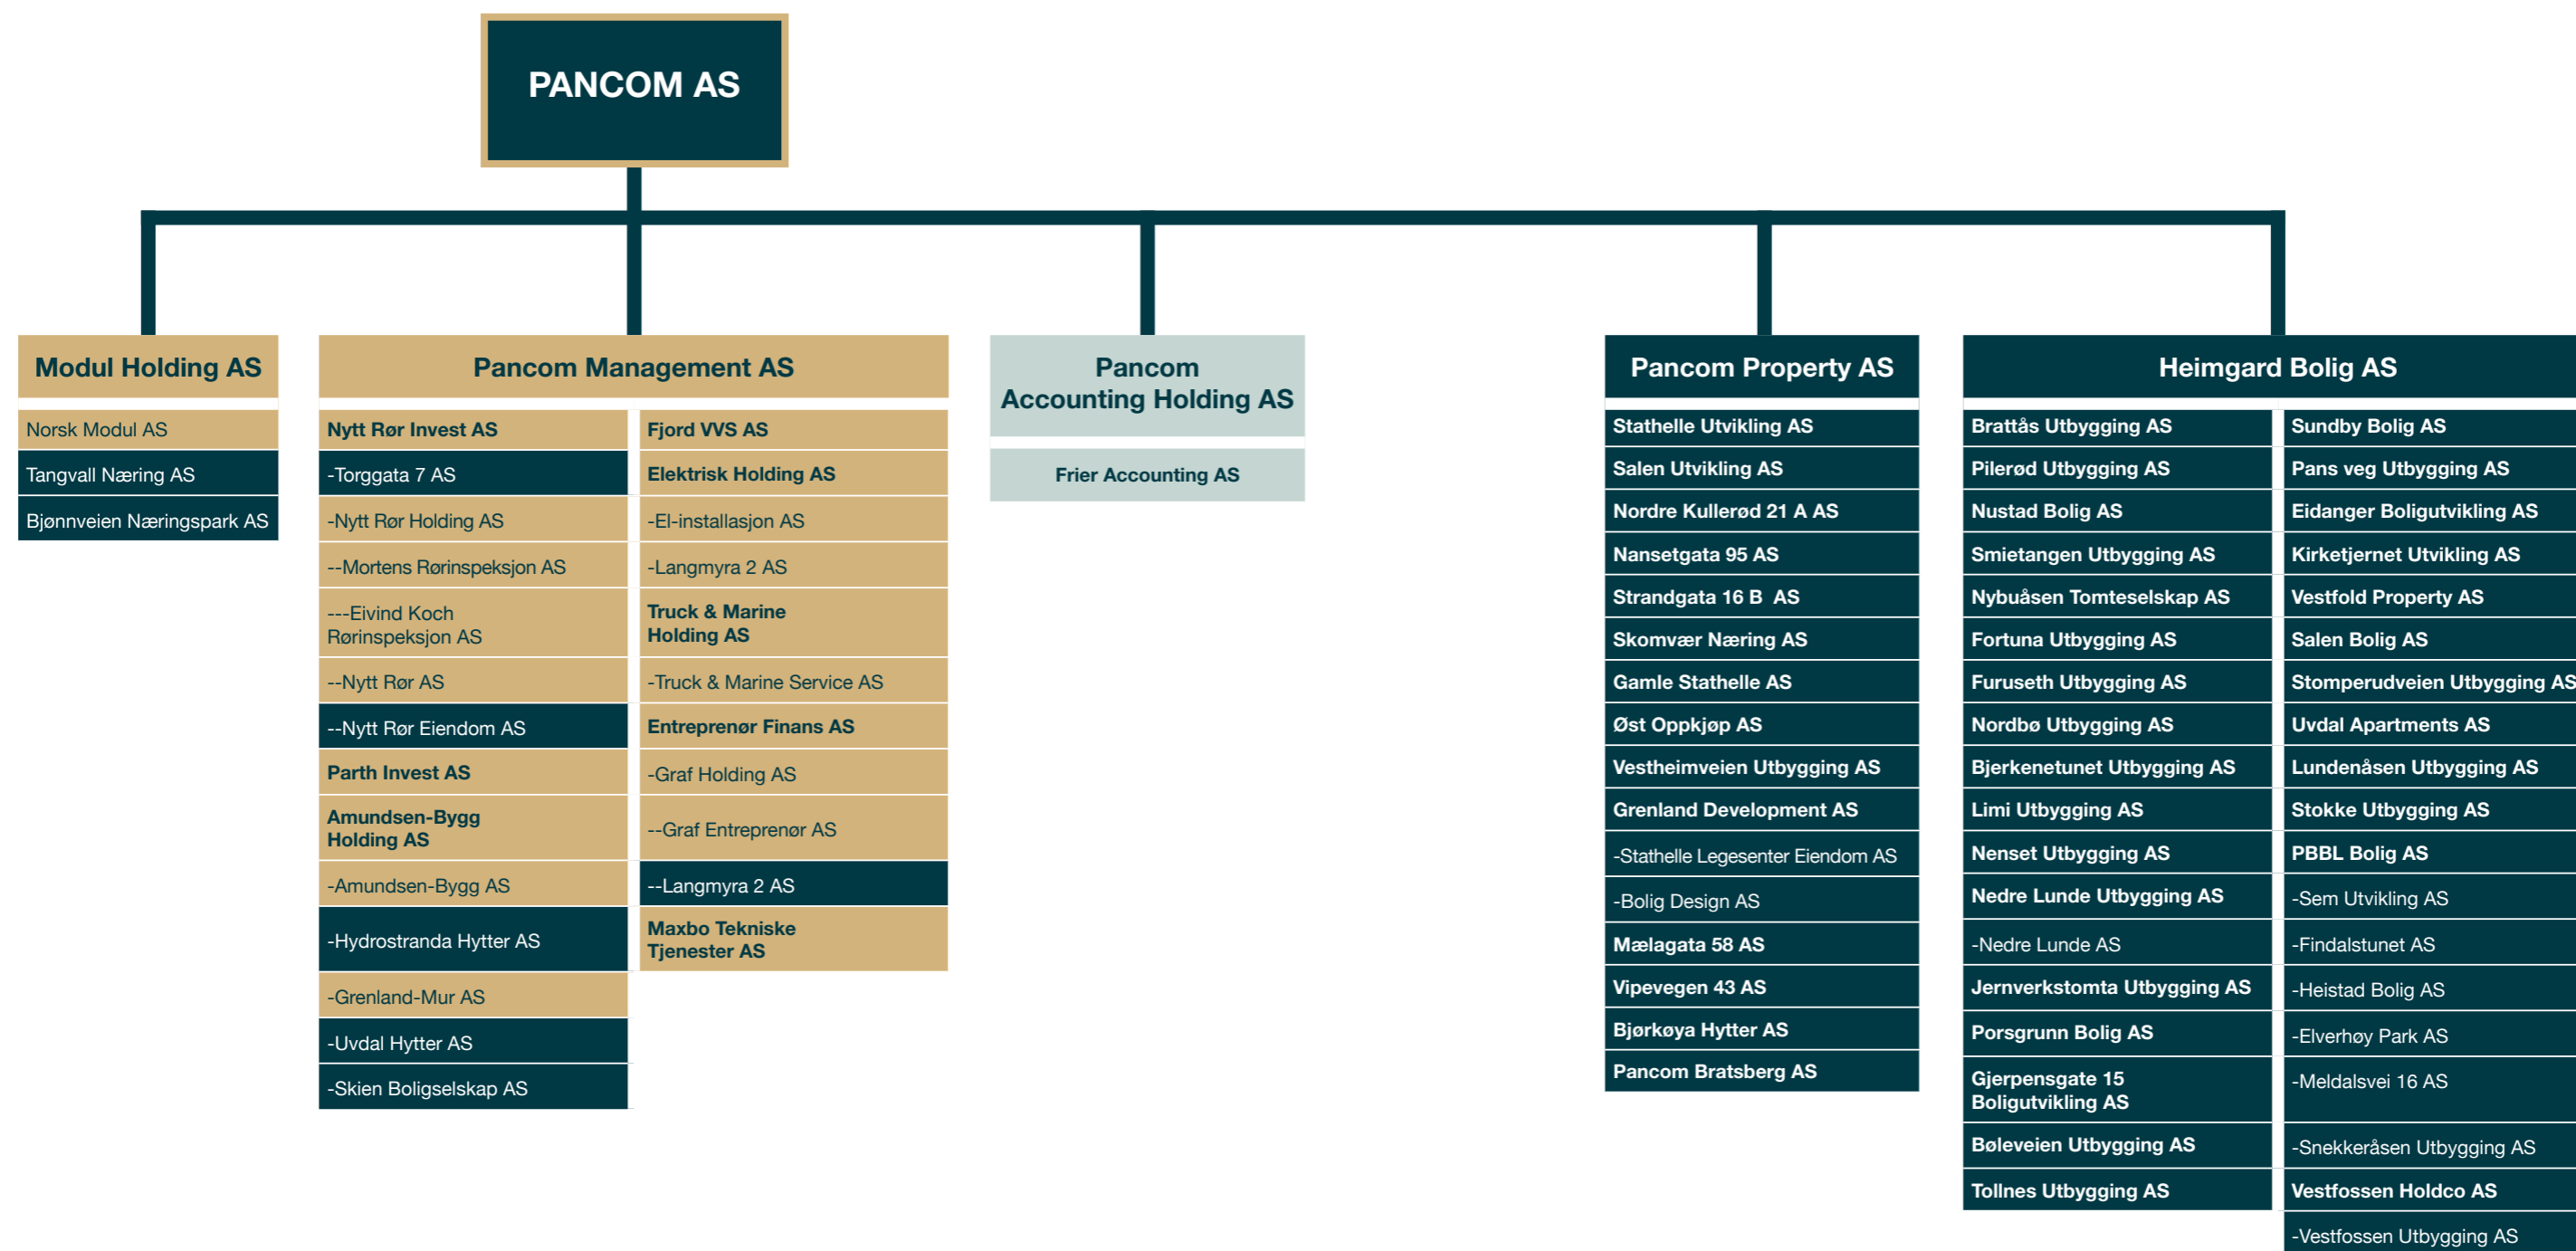 PANCOM AS
Modul Holding AS
Norsk Modul AS
Tangvall Næring AS
Bjønnveien Næringspark AS
Pancom Management AS
Nytt Rør Invest AS
-Torggata 7 AS
-Nytt Rør Holding AS
--Mortens Rørinspeksjon AS
---Eivind Koch
Rørinspeksjon AS
--Nytt Rør AS
--Nytt Rør Eiendom AS
Parth Invest AS
Amundsen-Bygg
Holding AS
-Amundsen-Bygg AS
-Hydrostranda Hytter AS
-Grenland-Mur AS
-Uvdal Hytter AS
-Skien Boligselskap AS
Fjord VVS AS
Elektrisk Holding AS
-El-installasjon AS
-Langmyra 2 AS
Truck & Marine
Holding AS
-Truck & Marine Service AS
Entreprenør Finans AS
-Graf Holding AS
--Graf Entreprenør AS
--Langmyra 2 AS
Maxbo Tekniske
Tjenester AS
Pancom
Accounting Holding AS
Frier Accounting AS
Pancom Property AS
Stathelle Utvikling AS
Salen Utvikling AS
Nordre Kullerød 21 A AS
Nansetgata 95 AS
Strandgata 16 B  AS
Skomvær Næring AS
Gamle Stathelle AS
Øst Oppkjøp AS
Vestheimveien Utbygging AS
Grenland Development AS
-Stathelle Legesenter Eiendom AS
-Bolig Design AS
Mælagata 58 AS
Vipevegen 43 AS
Bjørkøya Hytter AS
Pancom Bratsberg AS
Heimgard Bolig AS
Brattås Utbygging AS
Pilerød Utbygging AS
Nustad Bolig AS
Smietangen Utbygging AS
Nybuåsen Tomteselskap AS
Fortuna Utbygging AS
Furuseth Utbygging AS
Nordbø Utbygging AS
Bjerkenetunet Utbygging AS
Limi Utbygging AS
Nenset Utbygging AS
Nedre Lunde Utbygging AS
-Nedre Lunde AS
Jernverkstomta Utbygging AS
Porsgrunn Bolig AS
Gjerpensgate 15
Boligutvikling AS
Bøleveien Utbygging AS
Tollnes Utbygging AS
Sundby Bolig AS
Pans veg Utbygging AS
Eidanger Boligutvikling AS
Kirketjernet Utvikling AS
Vestfold Property AS
Salen Bolig AS
Stomperudveien Utbygging AS
Uvdal Apartments AS
Lundenåsen Utbygging AS
Stokke Utbygging AS
PBBL Bolig AS
-Sem Utvikling AS
-Findalstunet AS
-Heistad Bolig AS
-Elverhøy Park AS
-Meldalsvei 16 AS
-Snekkeråsen Utbygging AS
Vestfossen Holdco AS
-Vestfossen Utbygging AS